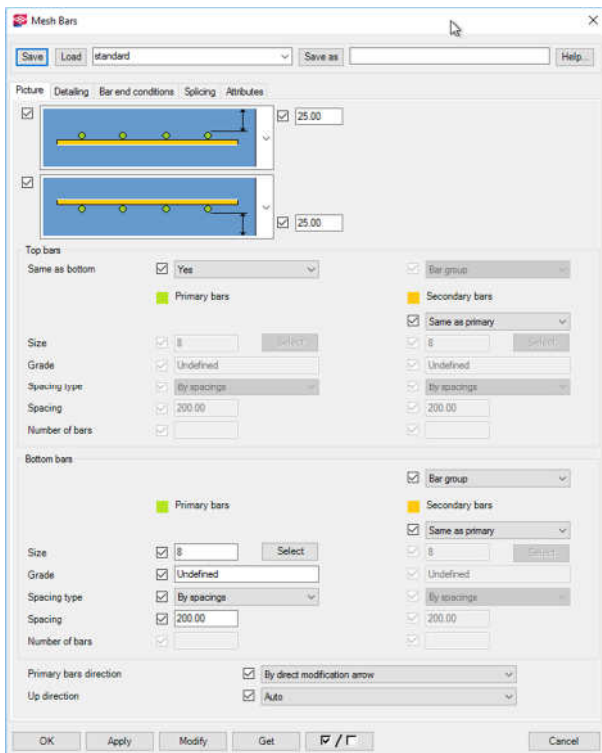 Mesh Bars
Save Load standard Save as Help...
Picture Detailing Bar end conditions Splicing Attributes
25.00
25.00
Top bars
Same as bottom Yes Bar group
Primary bars Secondary bars
Same as primary
Size 8 Select 8 Select
Grade Undefined Undefined
Spacing type By spacings By spacings
Spacing 200.00 200.00
Number of bars
Bottom bars
Bar group
Primary bars Secondary bars
Same as primary
Size 8 Select 8 Select
Grade Undefined Undefined
Spacing type By spacings By spacings
Spacing 200.00 200.00
Number of bars
Primary bars direction By direct modification arrow
Up direction Auto
OK Apply Modify Get / Cancel